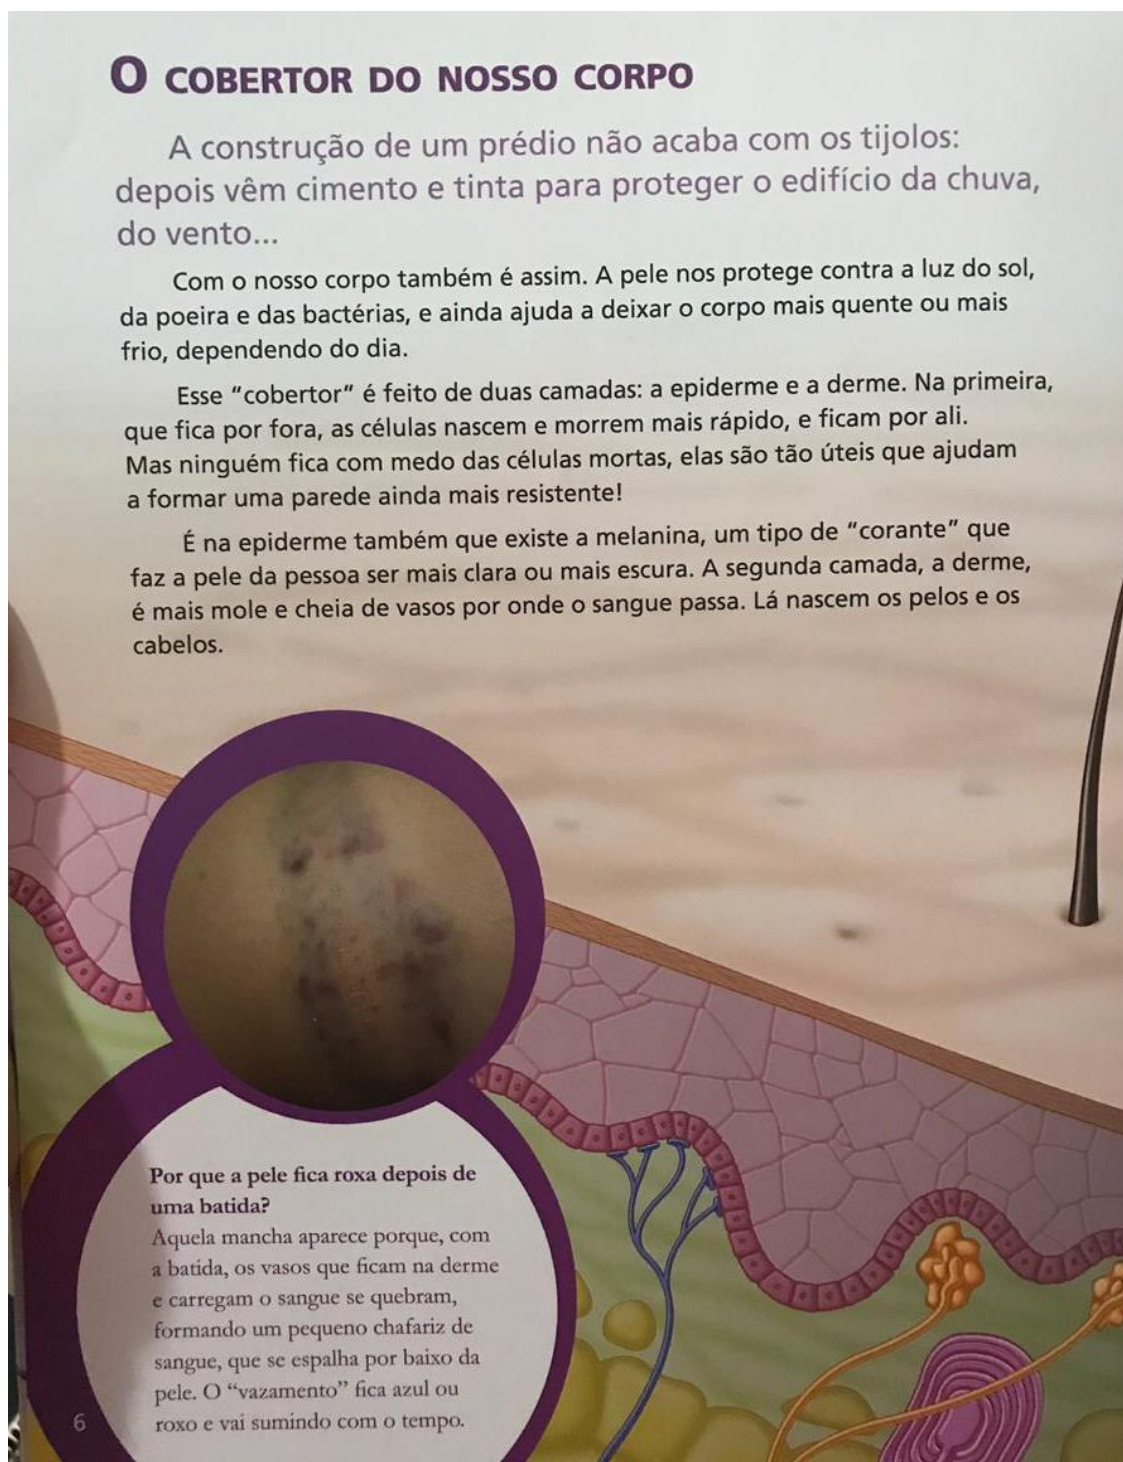 O COBERTOR DO NOSSO CORPO
A construção de um prédio não acaba com os tijolos:
depois vêm cimento e tinta para proteger o edifício da chuva,
do vento...
Com o nosso corpo também é assim. A pele nos protege contra a luz do sol,
da poeira e das bactérias, e ainda ajuda a deixar o corpo mais quente ou mais
frio, dependendo do dia.
Esse “cobertor” é feito de duas camadas: a epiderme e a derme. Na primeira,
que fica por fora, as células nascem e morrem mais rápido, e ficam por ali.
Mas ninguém fica com medo das células mortas, elas são tão úteis que ajudam
a formar uma parede ainda mais resistente!
É na epiderme também que existe a melanina, um tipo de “corante” que
faz a pele da pessoa ser mais clara ou mais escura. A segunda camada, a derme,
é mais mole e cheia de vasos por onde o sangue passa. Lá nascem os pelos e os
cabelos.
Por que a pele fica roxa depois de
uma batida?
Aquela mancha aparece porque, com
a batida, os vasos que ficam na derme
e carregam o sangue se quebram,
formando um pequeno chafariz de
sangue, que se espalha por baixo da
pele. O “vazamento” fica azul ou
roxo e vai sumindo com o tempo.
6